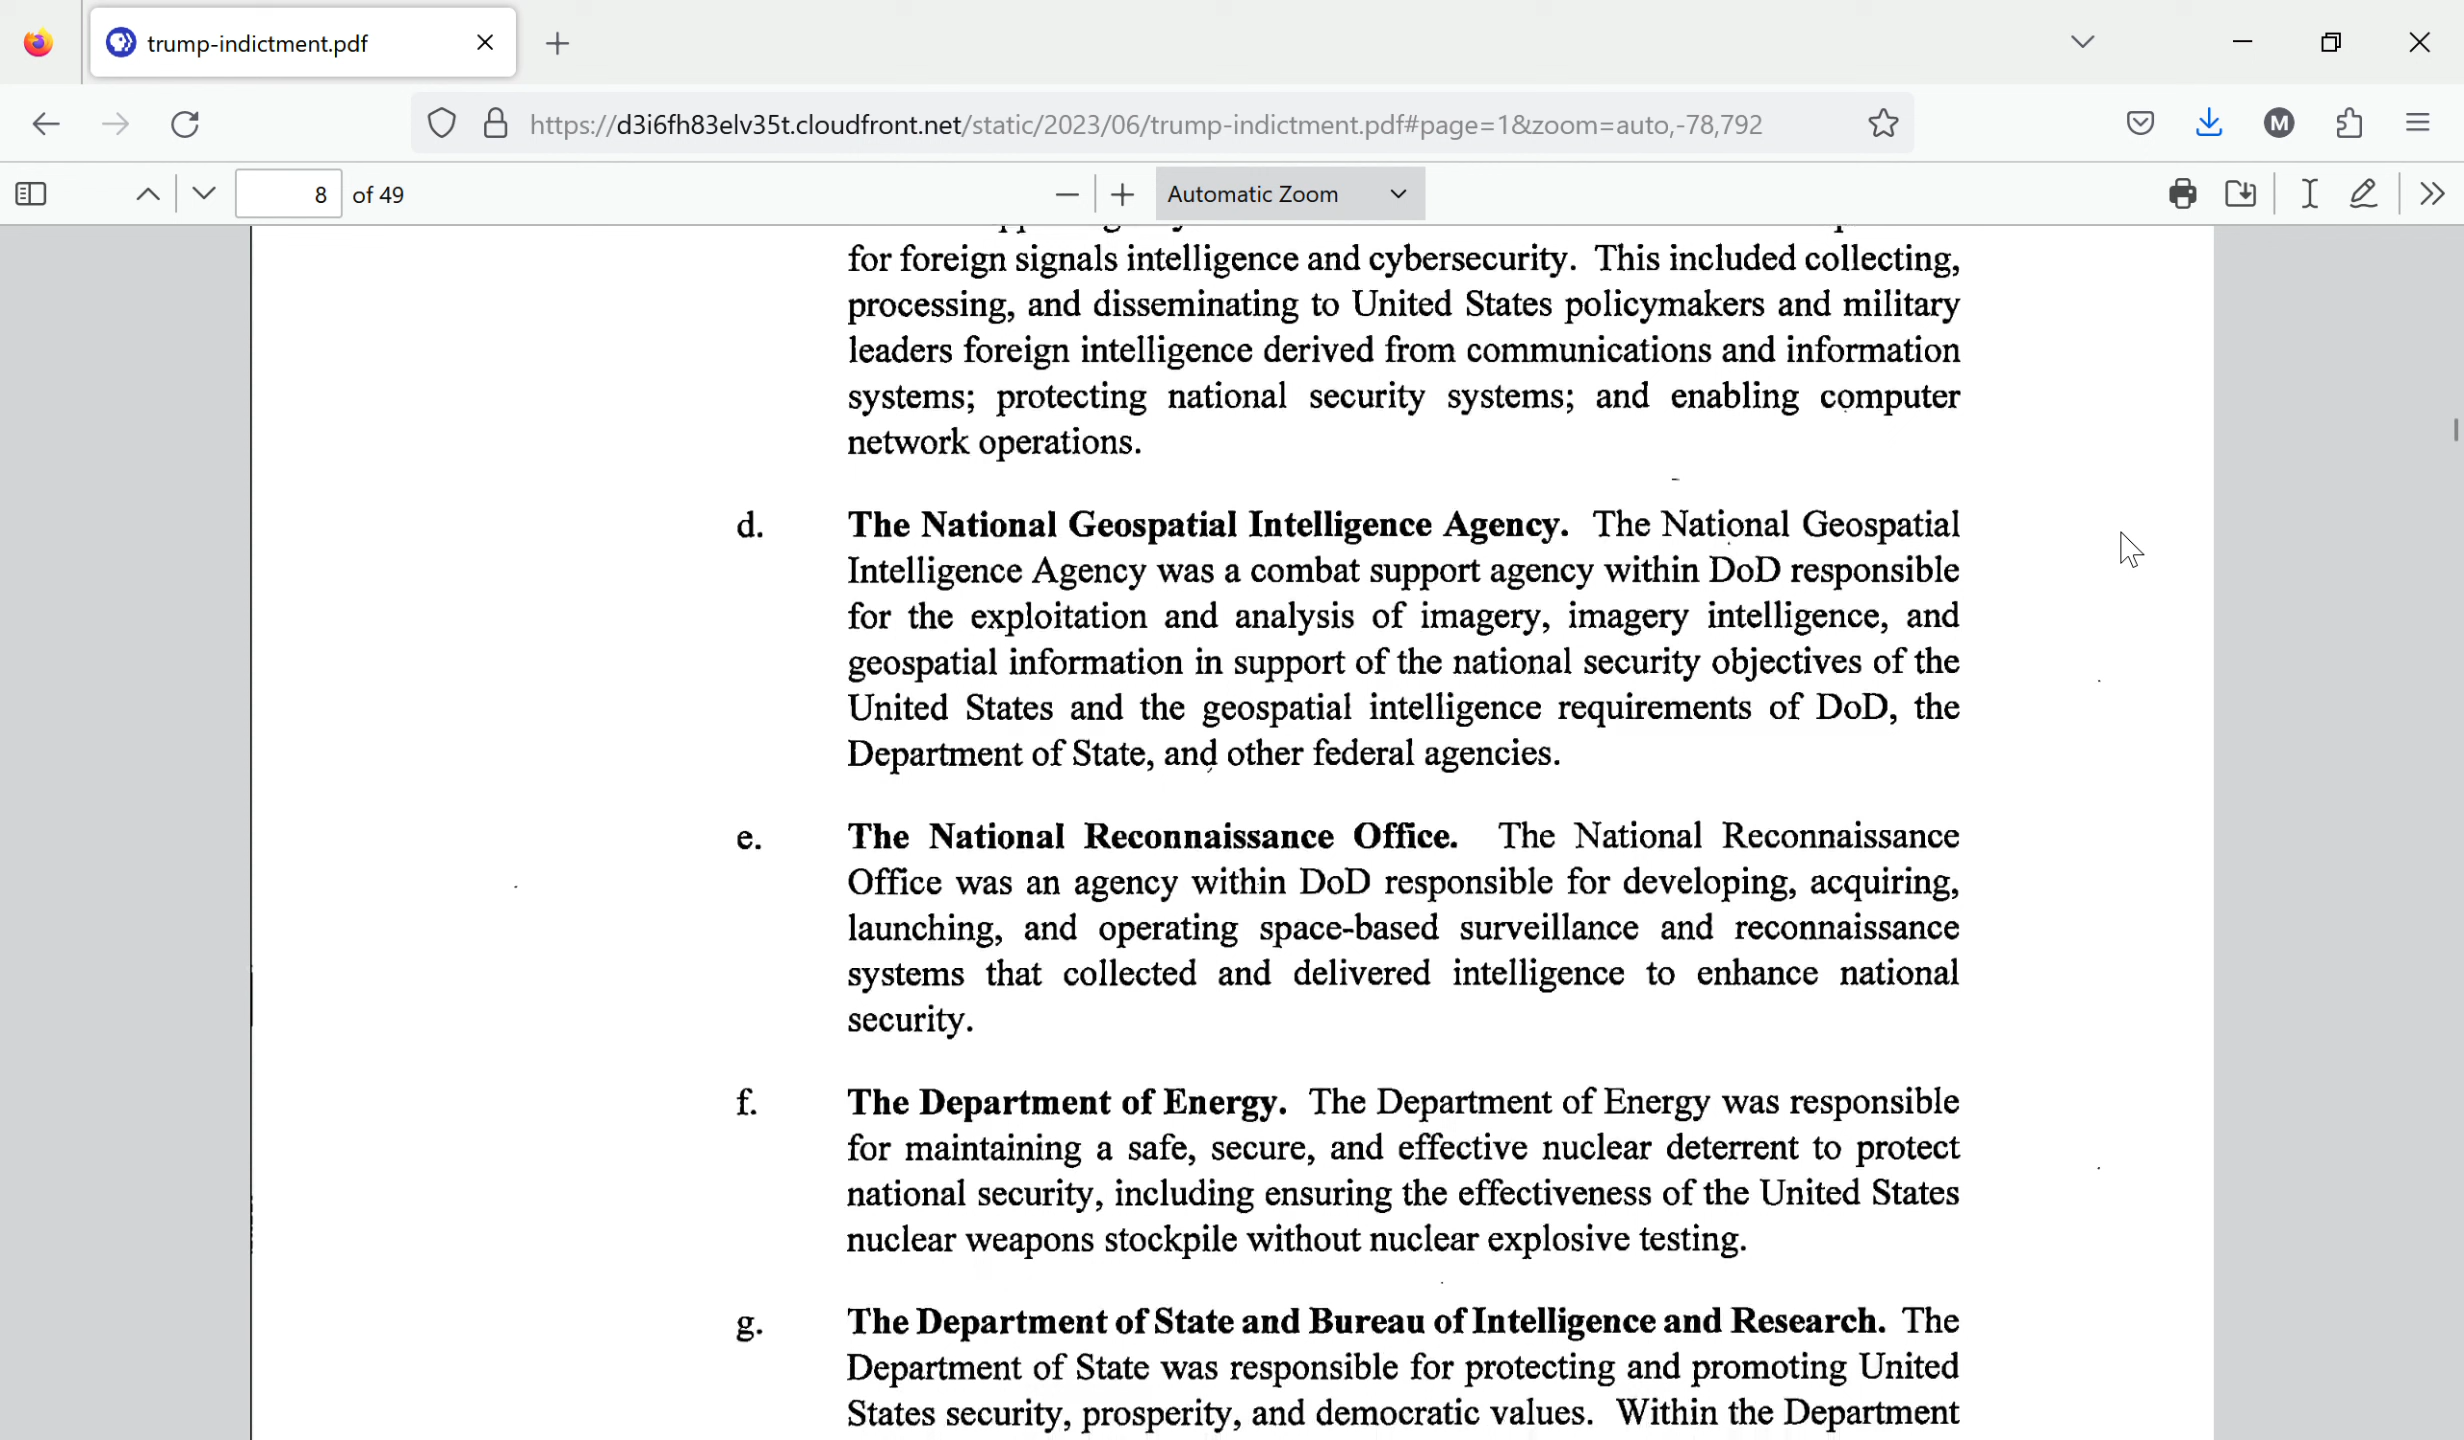 trump-indictment.pdf
https://d3i6fh83elv35t.cloudfront.net/static/2023/06/trump-indictment.pdf#page=1&zoom=auto,-78,792
M
8 of 49
Automatic Zoom
for foreign signals intelligence and cybersecurity. This included collecting,
processing, and disseminating to United States policymakers and military
leaders foreign intelligence derived from communications and information
systems; protecting national security systems; and enabling computer
network operations.
d. The National Geospatial Intelligence Agency. The National Geospatial
Intelligence Agency was a combat support agency within DoD responsible
for the exploitation and analysis of imagery, imagery intelligence, and
geospatial information in support of the national security objectives of the
United States and the geospatial intelligence requirements of DoD, the
Department of State, and other federal agencies.
e. The National Reconnaissance Office. The National Reconnaissance
Office was an agency within DoD responsible for developing, acquiring,
launching, and operating space-based surveillance and reconnaissance
systems that collected and delivered intelligence to enhance national
security.
f. The Department of Energy. The Department of Energy was responsible
for maintaining a safe, secure, and effective nuclear deterrent to protect
national security, including ensuring the effectiveness of the United States
nuclear weapons stockpile without nuclear explosive testing.
g. The Department of State and Bureau of Intelligence and Research. The
Department of State was responsible for protecting and promoting United
States security, prosperity, and democratic values. Within the Department